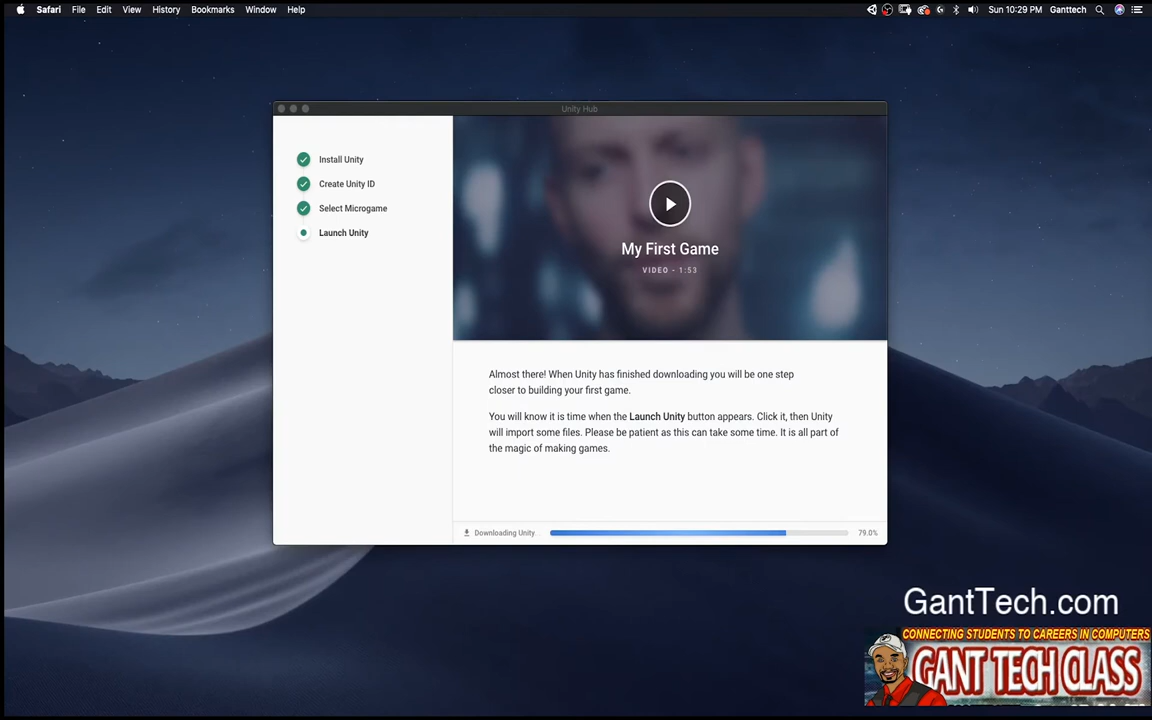 Safari File Edit View History Bookmarks Window Help
Sun 10:29 PM Ganttech
Unity Hub
Install Unity
Create Unity ID
Select Microgame
Launch Unity
My First Game
VIDEO - 1:53
Almost there! When Unity has finished downloading you will be one step
closer to building your first game.
You will know it is time when the Launch Unity button appears. Click it, then Unity
will import some files. Please be patient as this can take some time. It is all part of
the magic of making games.
Downloading Unity... 79.0%
GantTech.com
CONNECTING STUDENTS TO CAREERS IN COMPUTERS
GANT TECH CLASS